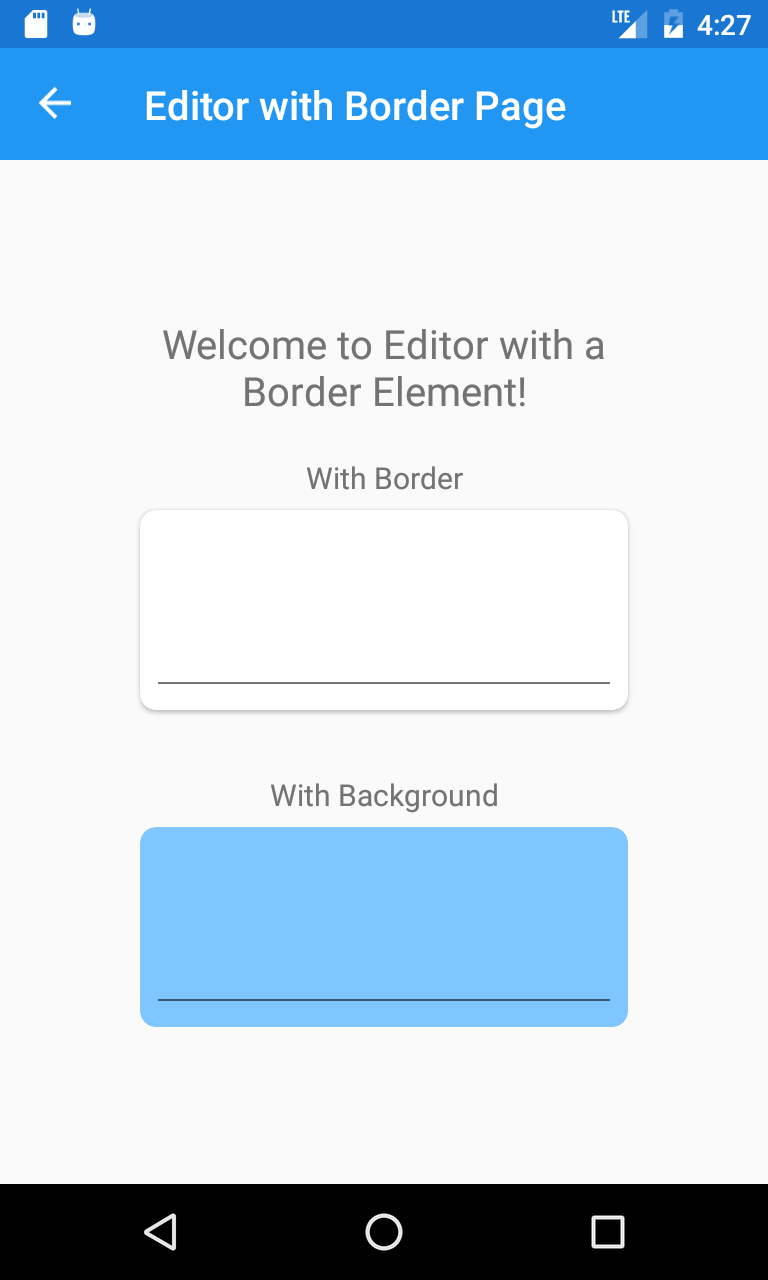 LTE 4:27
Editor with Border Page
Welcome to Editor with a
Border Element!
With Border
With Background